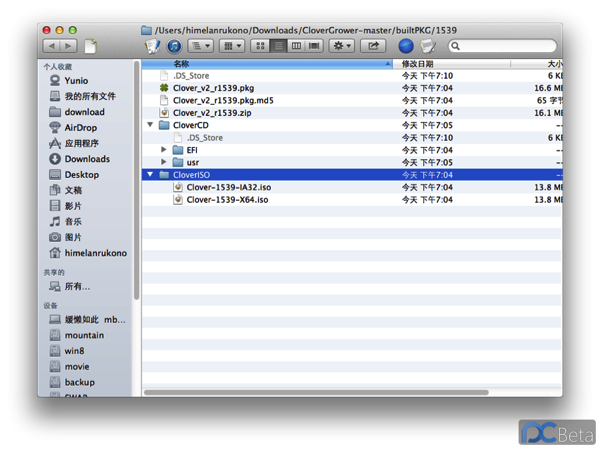 /Users/himelanrukono/Downloads/CloverGrower-master/builtPKG/1539
个人收藏
Yunio
我的所有文件
download
AirDrop
应用程序
Downloads
Desktop
文稿
影片
音乐
图片
himelanrukono
共享的
所有...
设备
媛懒如此 mb...
mountain
win8
movie
backup
SWAP
名称 修改日期 大小
.DS_Store 今天 下午7:10 6 KB
Clover_v2_r1539.pkg 今天 下午7:04 16.6 MB
Clover_v2_r1539.pkg.md5 今天 下午7:04 65 字节
Clover_v2_r1539.zip 今天 下午7:04 16.1 MB
CloverCD 今天 下午7:05 --
.DS_Store 今天 下午7:10 6 KB
EFI 今天 下午7:04 --
usr 今天 下午7:05 --
CloverISO 今天 下午7:04 --
Clover-1539-IA32.iso 今天 下午7:04 13.8 MB
Clover-1539-X64.iso 今天 下午7:04 13.8 MB
PCBeta